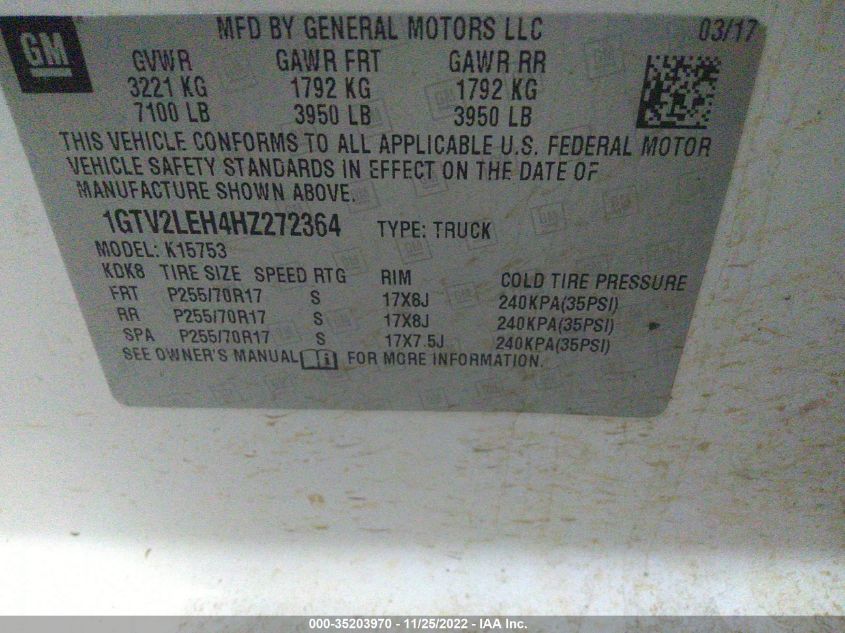 GM
MFD BY GENERAL MOTORS LLC 03/17
GVWR GAWR FRT GAWR RR
3221 KG 1792 KG 1792 KG
7100 LB 3950 LB 3950 LB
THIS VEHICLE CONFORMS TO ALL APPLICABLE U.S. FEDERAL MOTOR
VEHICLE SAFETY STANDARDS IN EFFECT ON THE DATE OF
MANUFACTURE SHOWN ABOVE.
1GTV2LEH4HZ272364 TYPE: TRUCK
MODEL: K15753
KDK8 TIRE SIZE SPEED RTG RIM COLD TIRE PRESSURE
FRT P255/70R17 S 17X8J 240KPA(35PSI)
RR P255/70R17 S 17X8J 240KPA(35PSI)
SPA P255/70R17 S 17X7.5J 240KPA(35PSI)
SEE OWNER'S MANUAL i FOR MORE INFORMATION.
000-35203970 - 11/25/2022 - IAA Inc.